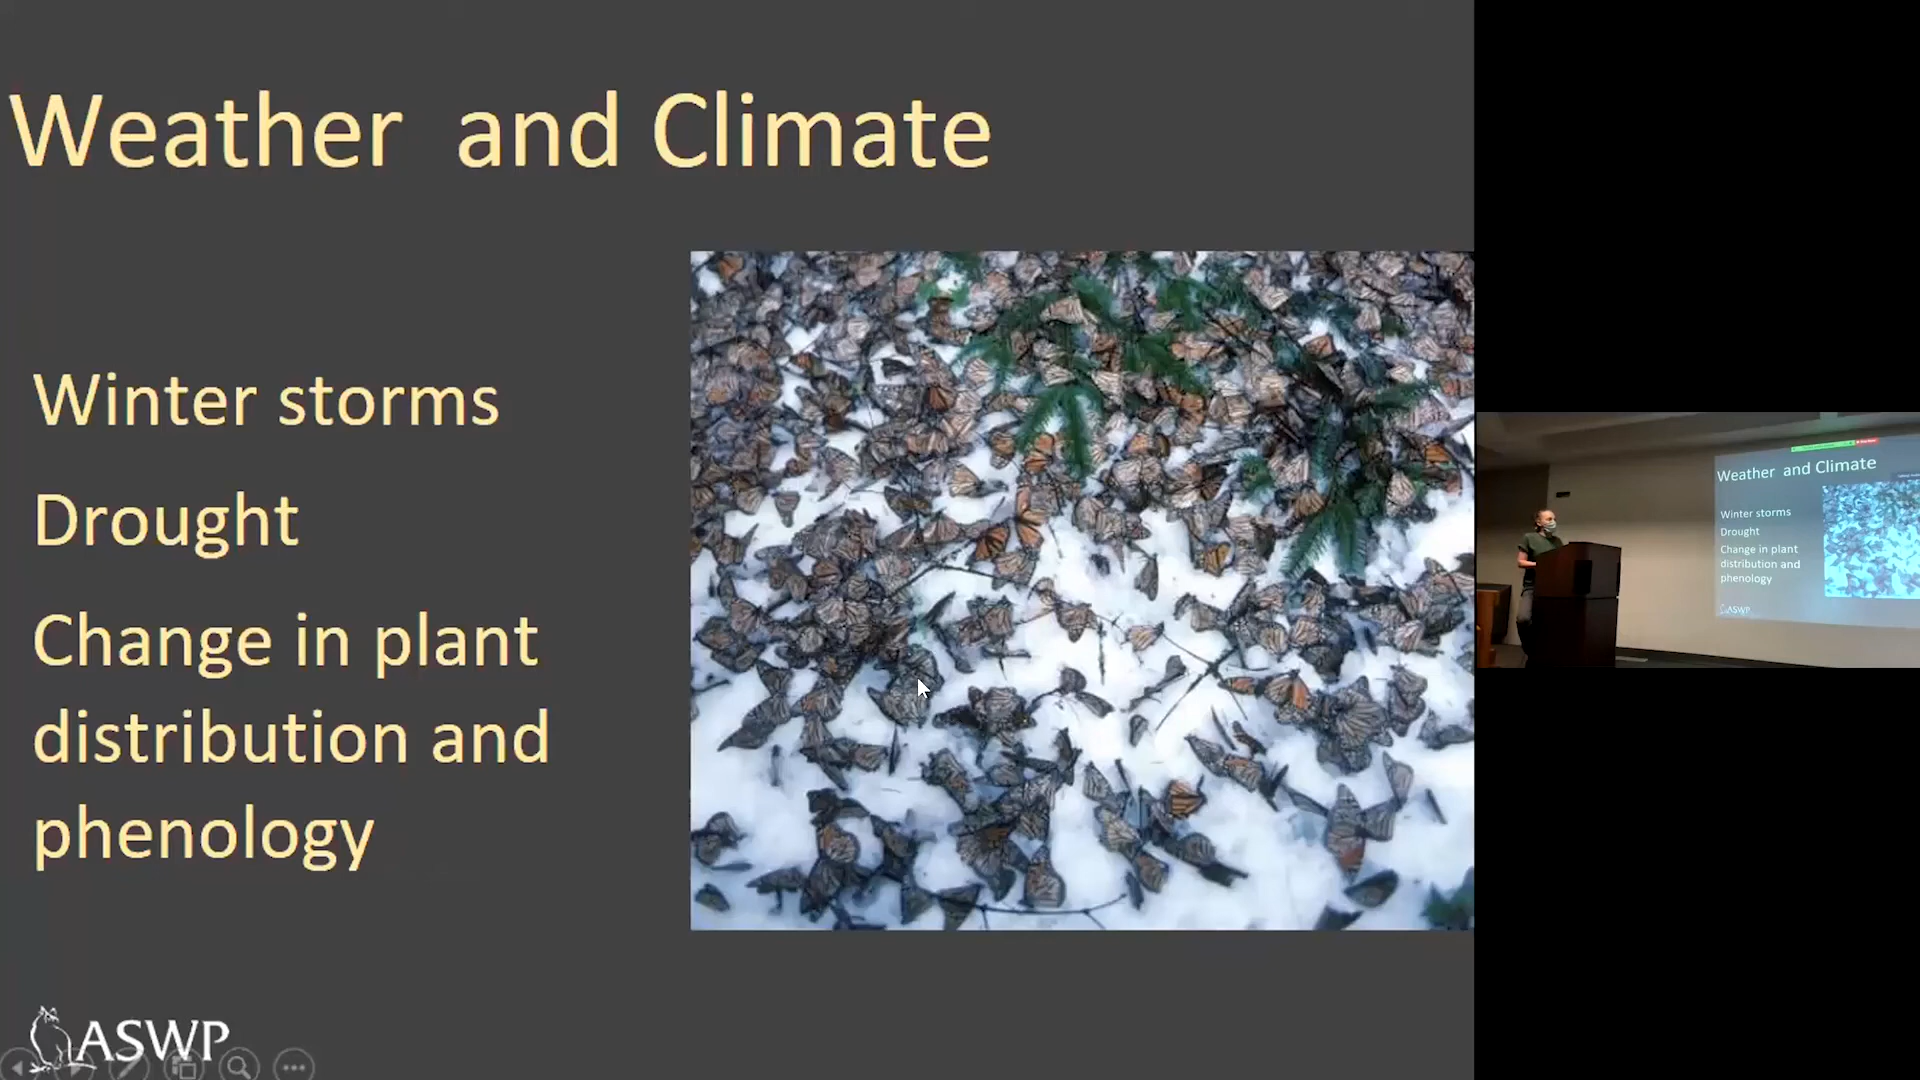 Weather  and Climate
Winter storms
Drought
Change in plant
distribution and
phenology
ASWP
Weather and Climate
Winter storms
Drought
Change in plant
distribution and
phenology
ASWP